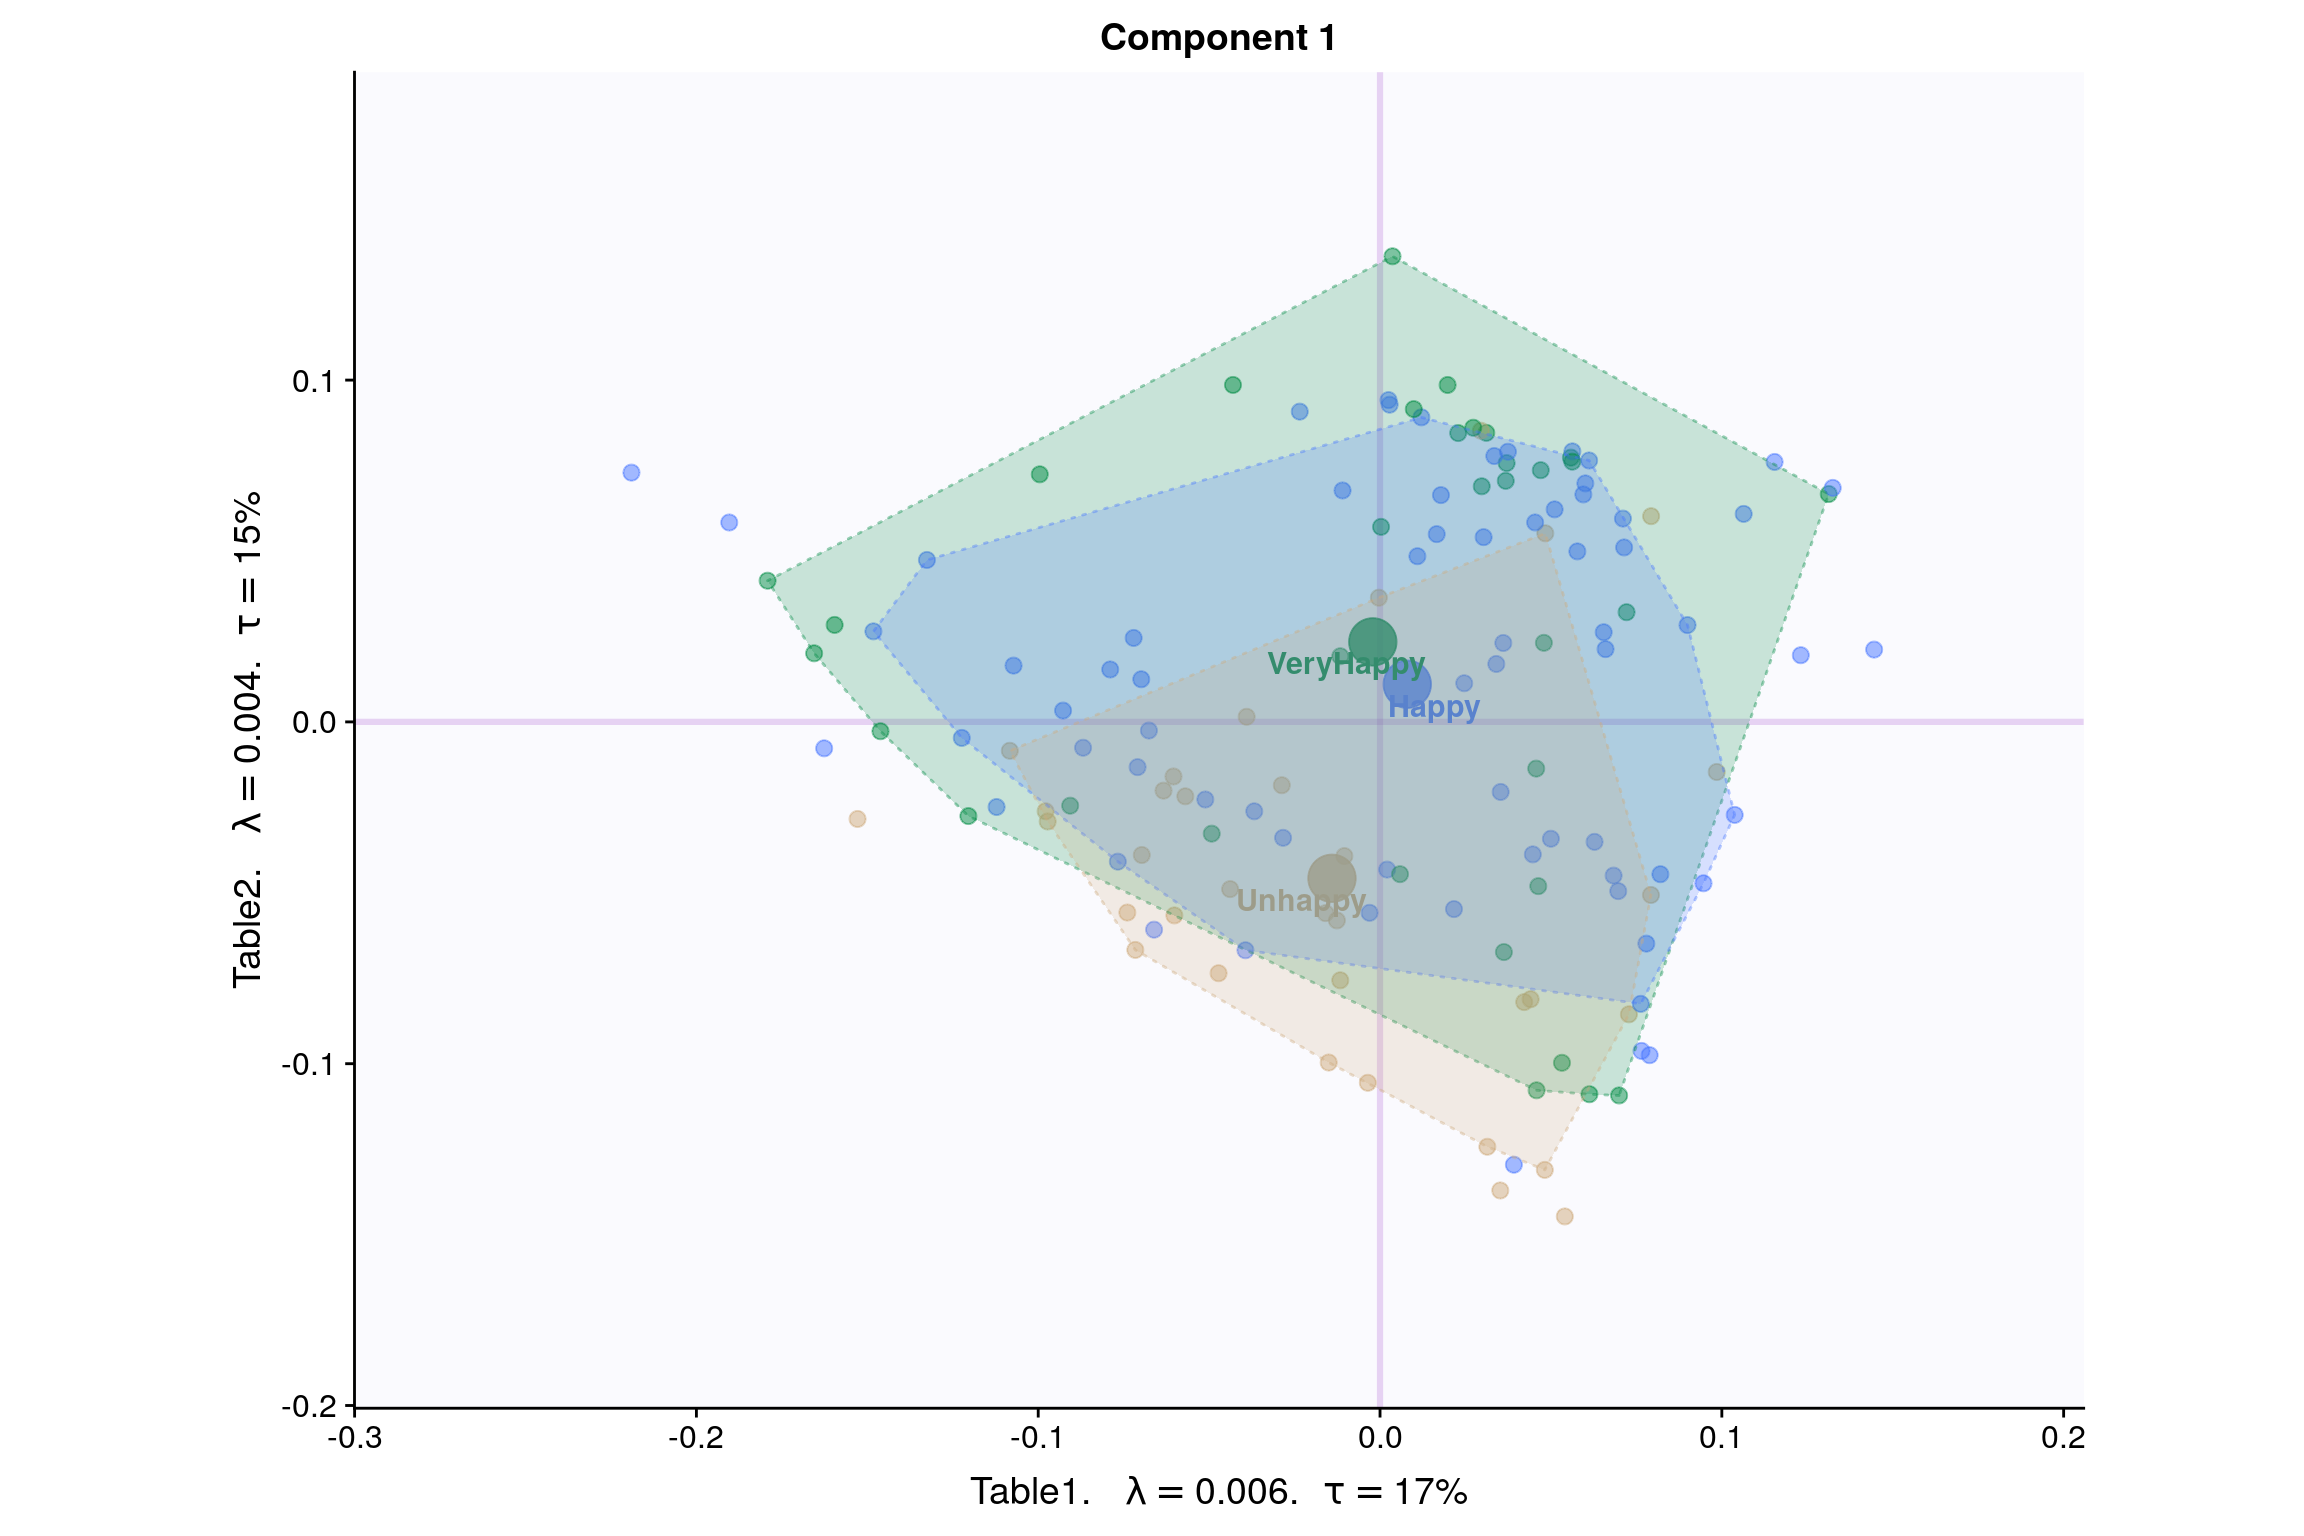 Component 1
Table2.   λ = 0.004.   τ = 15%
0.1
0.0
-0.1
-0.2
VeryHappy
Happy
Unhappy
-0.3
-0.2
-0.1
0.0
0.1
0.2
Table1.   λ = 0.006.   τ = 17%